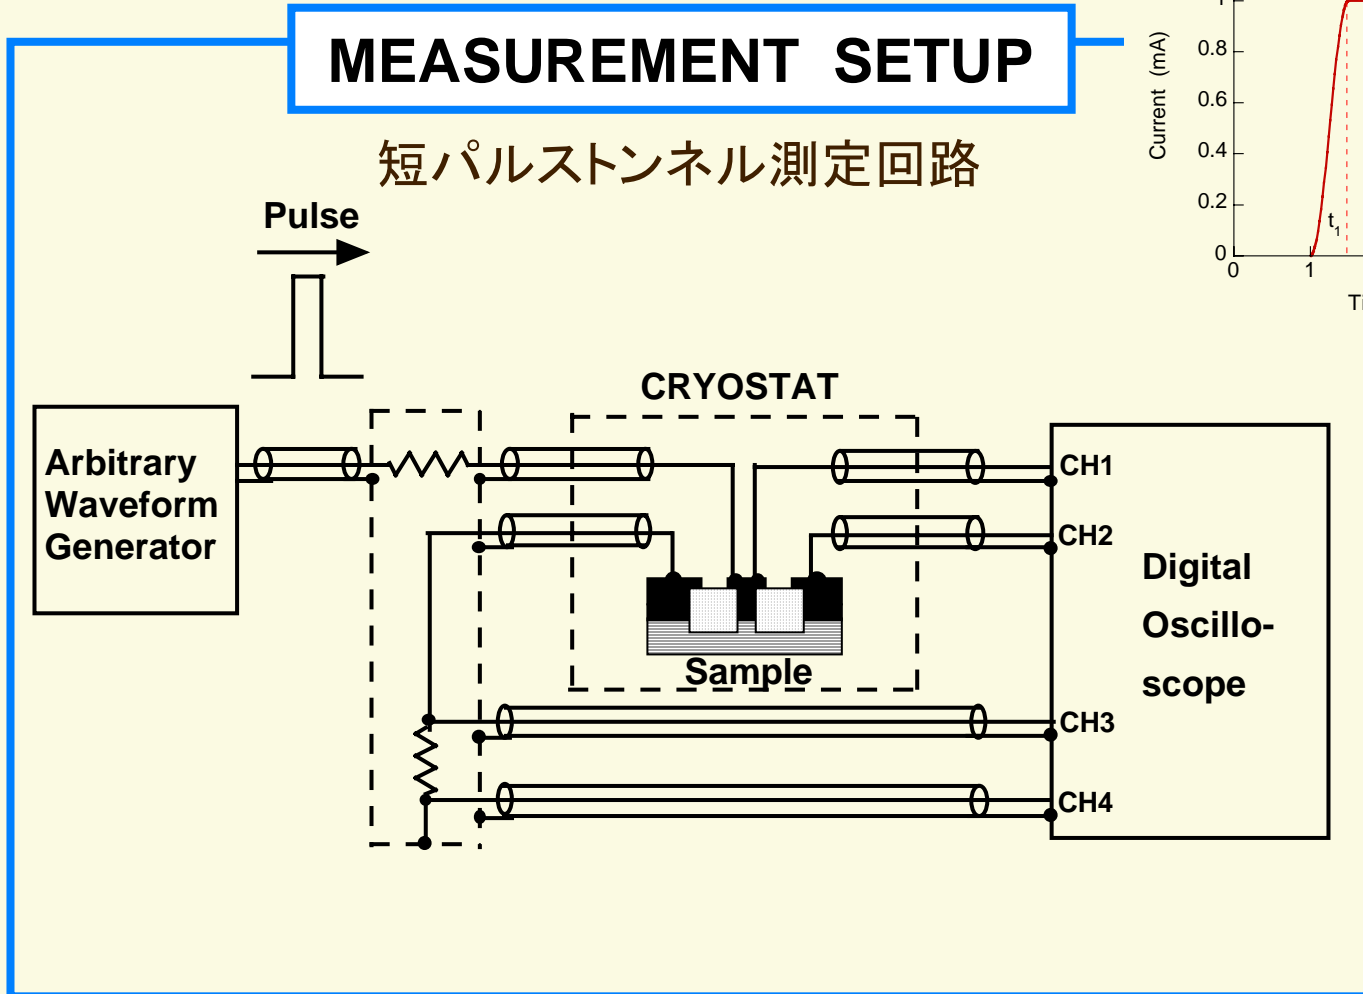 MEASUREMENT SETUP
短パルストンネル測定回路
Pulse
CRYOSTAT
Arbitrary
Waveform
Generator
Sample
CH1
CH2
CH3
CH4
Digital
Oscillo-
scope
Current (mA)
0.8
0.6
0.4
0.2
0
t1
0 1